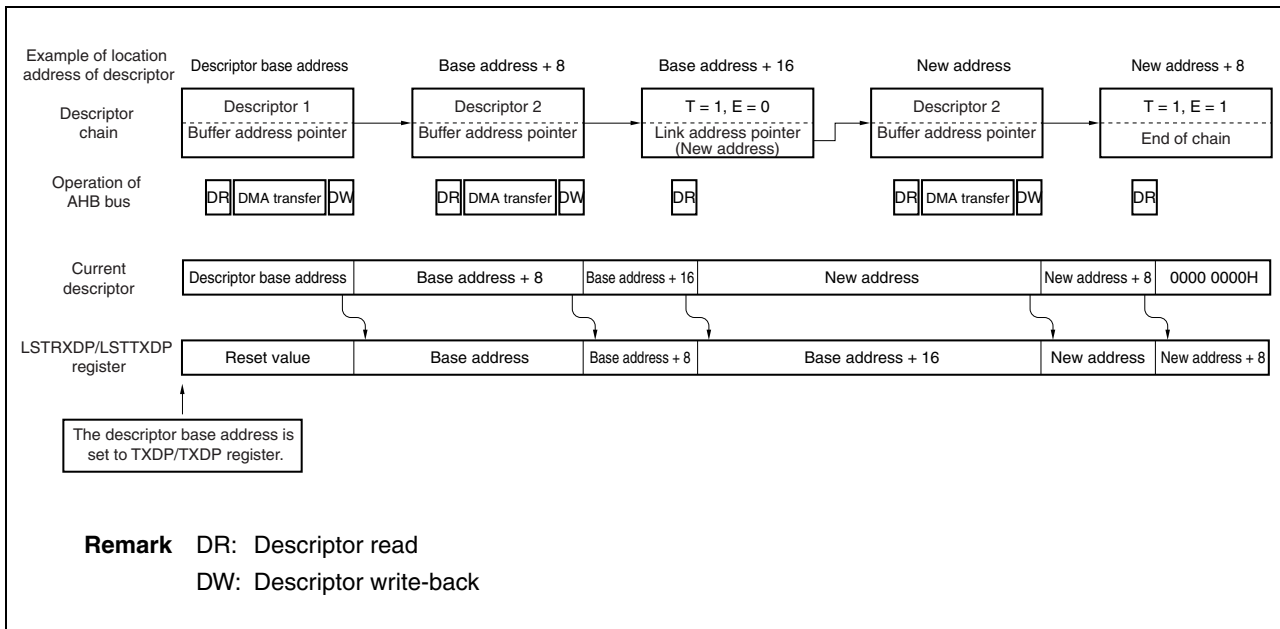 Example of location
address of descriptor
Descriptor base address
Base address + 8
Base address + 16
New address
New address + 8
Descriptor
chain
Descriptor 1
Buffer address pointer
Descriptor 2
Buffer address pointer
T = 1, E = 0
Link address pointer
(New address)
Descriptor 2
Buffer address pointer
T = 1, E = 1
End of chain
Operation of
AHB bus
DR
DMA transfer
DW
DR
DMA transfer
DW
DR
DR
DMA transfer
DW
DR
Current
descriptor
Descriptor base address
Base address + 8
Base address + 16
New address
New address + 8
0000 0000H
LSTRXDP/LSTTXDP
register
Reset value
Base address
Base address + 8
Base address + 16
New address
New address + 8
The descriptor base address is
set to TXDP/TXDP register.
Remark DR: Descriptor read
DW: Descriptor write-back